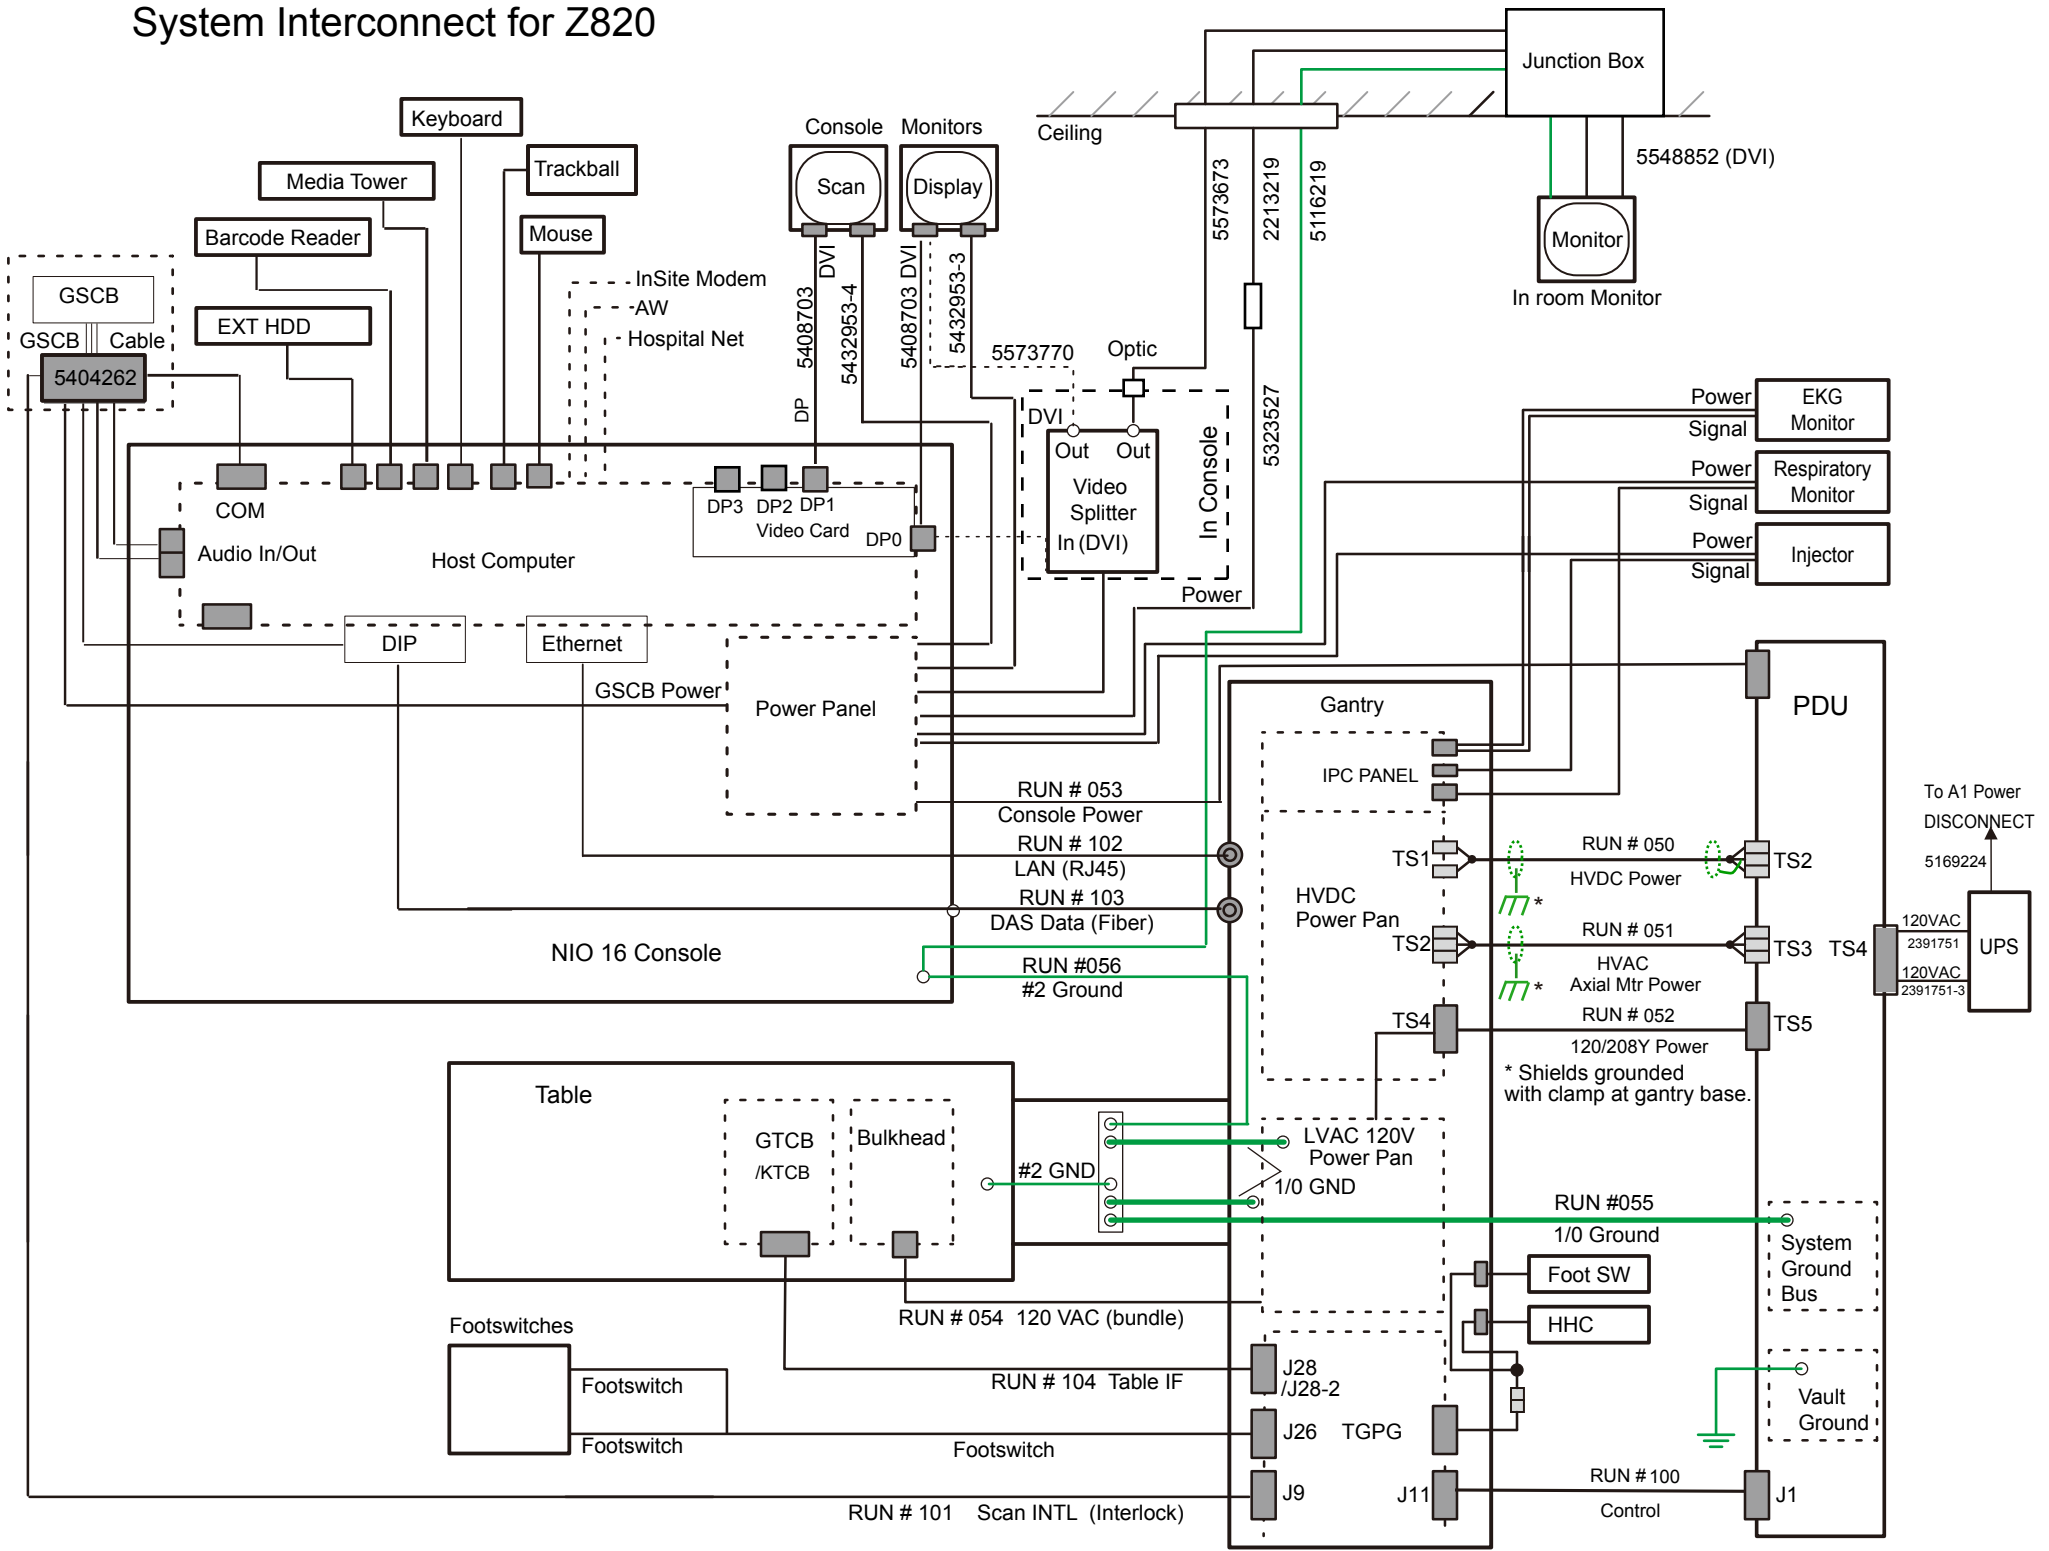 System Interconnect for Z820
Junction Box
Ceiling
5548852 (DVI)
Monitor
In room Monitor
5573673
2213219
5116219
Keyboard
Trackball
Media Tower
Mouse
Barcode Reader
EXT HDD
InSite Modem
AW
Hospital Net
GSCB
GSCB Cable
5404262
Console Monitors
Scan
Display
DVI
5408703
DP
5432953-4
DVI
5408703
5432953-3
5573770
Optic
5323527
DVI
Out
Out
Video
Splitter
In (DVI)
In Console
Power
COM
Audio In/Out
Host Computer
DP3
DP2
DP1
Video Card
DP0
DIP
Ethernet
GSCB Power
Power Panel
NIO 16 Console
Power
Signal
EKG
Monitor
Power
Signal
Respiratory
Monitor
Power
Signal
Injector
RUN # 053
Console Power
RUN # 102
LAN (RJ45)
RUN # 103
DAS Data (Fiber)
RUN #056
#2 Ground
Gantry
IPC PANEL
HVDC
Power Pan
TS1
TS2
TS4
RUN # 050
HVDC Power
*
RUN # 051
HVAC
Axial Mtr Power
*
RUN # 052
120/208Y Power
* Shields grounded
with clamp at gantry base.
PDU
TS2
TS3
TS4
TS5
120VAC
2391751
120VAC
2391751-3
UPS
To A1 Power
DISCONNECT
5169224
Table
GTCB
/KTCB
Bulkhead
#2 GND
LVAC 120V
Power Pan
1/0 GND
RUN #055
1/0 Ground
System
Ground
Bus
Foot SW
HHC
Vault
Ground
RUN # 054 120 VAC (bundle)
Footswitches
Footswitch
Footswitch
Footswitch
RUN # 104 Table IF
J28
/J28-2
J26
TGPG
J9
J11
RUN # 101 Scan INTL (Interlock)
RUN # 100
Control
J1